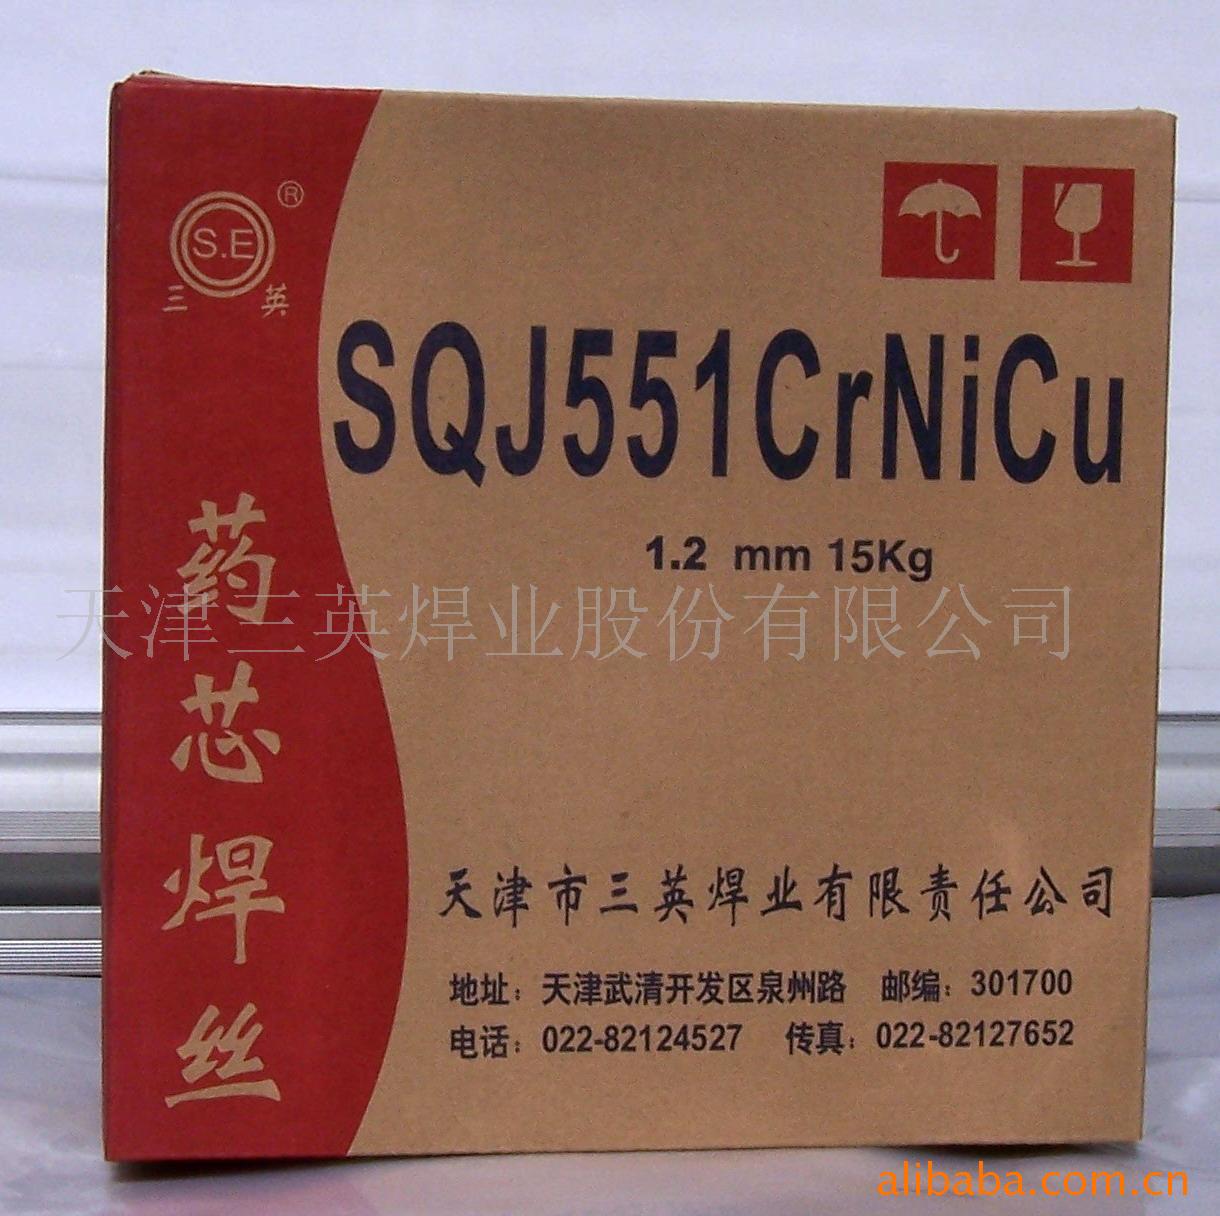 S.E ®
三英
SQJ551CrNiCu
1.2 mm 15Kg
药芯焊丝
天津三英焊业股份有限公司
天津市三英焊业有限责任公司
地址：天津武清开发区泉州路 邮编：301700
电话：022-82124527 传真：022-82127652
alibaba.com.cn